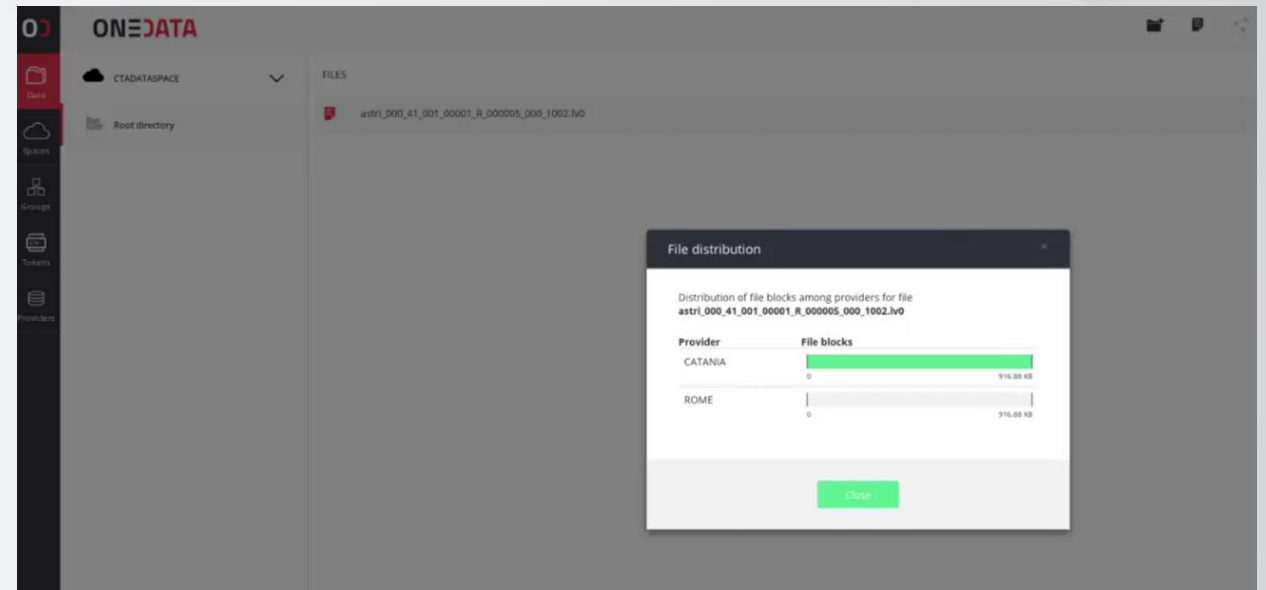 ONEDATA
Data
CTADATASPACE
FILES
Spaces
Root directory
astri_000_41_001_00001_R_000005_000_1002.lv0
Groups
Tokens
Providers
File distribution
×
Distribution of file blocks among providers for file
astri_000_41_001_00001_R_000005_000_1002.lv0
Provider File blocks
CATANIA
0 916.88 KB
ROME
0 916.88 KB
Close